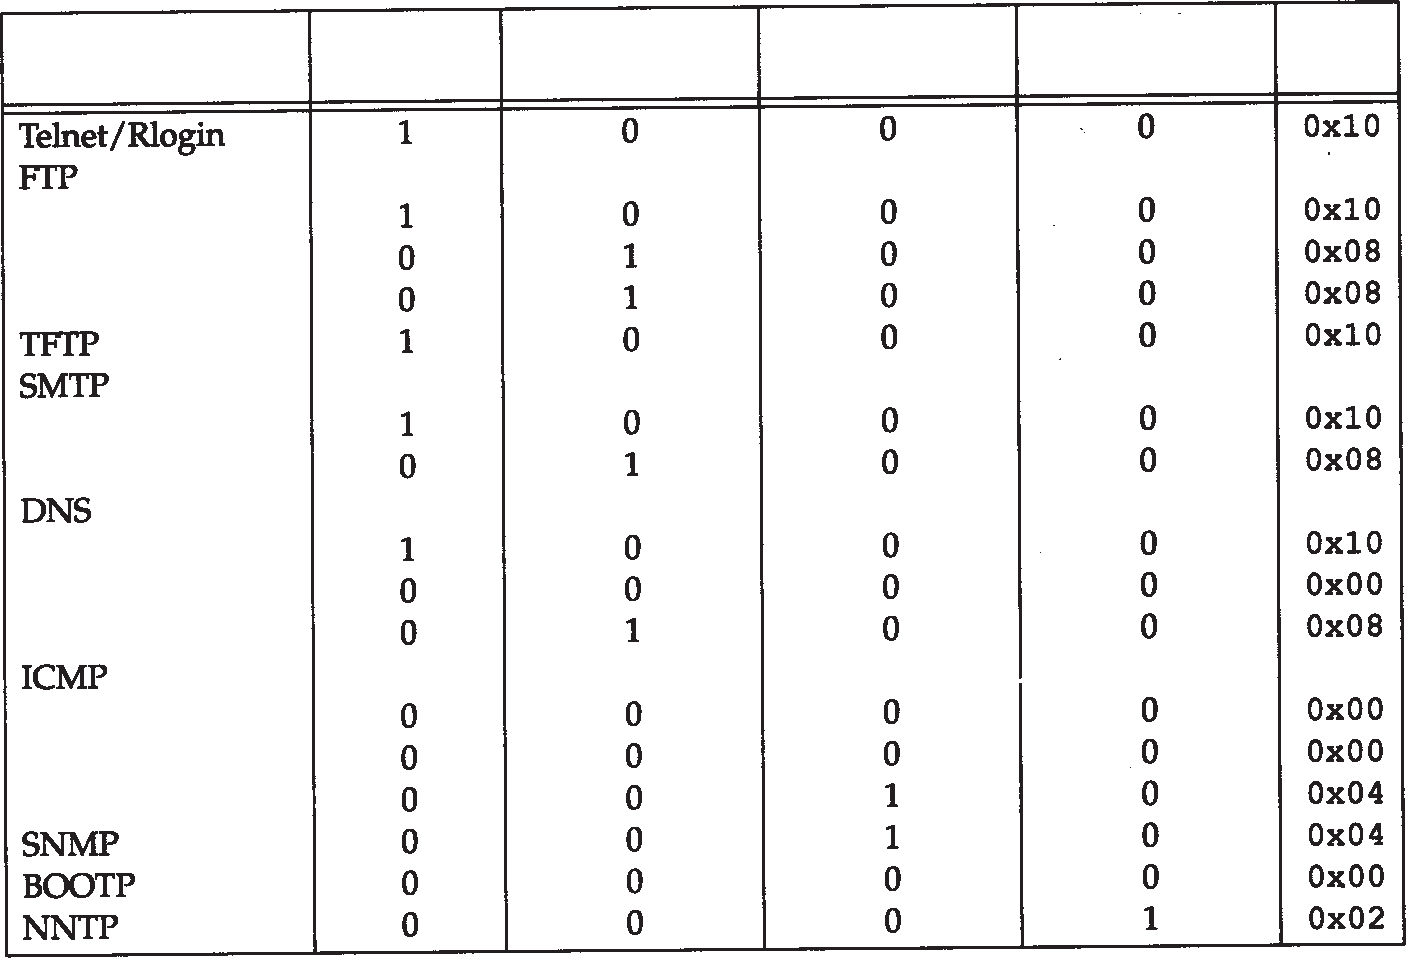 Telnet/Rlogin 1 0 0 0 0x10
FTP
1 0 0 0 0x10
0 1 0 0 0x08
0 1 0 0 0x08
TFTP 1 0 0 0 0x10
SMTP
1 0 0 0 0x10
0 1 0 0 0x08
DNS
1 0 0 0 0x10
0 0 0 0 0x00
0 1 0 0 0x08
ICMP
0 0 0 0 0x00
0 0 0 0 0x00
0 0 1 0 0x04
SNMP 0 0 1 0 0x04
BOOTP 0 0 0 0 0x00
NNTP 0 0 0 1 0x02